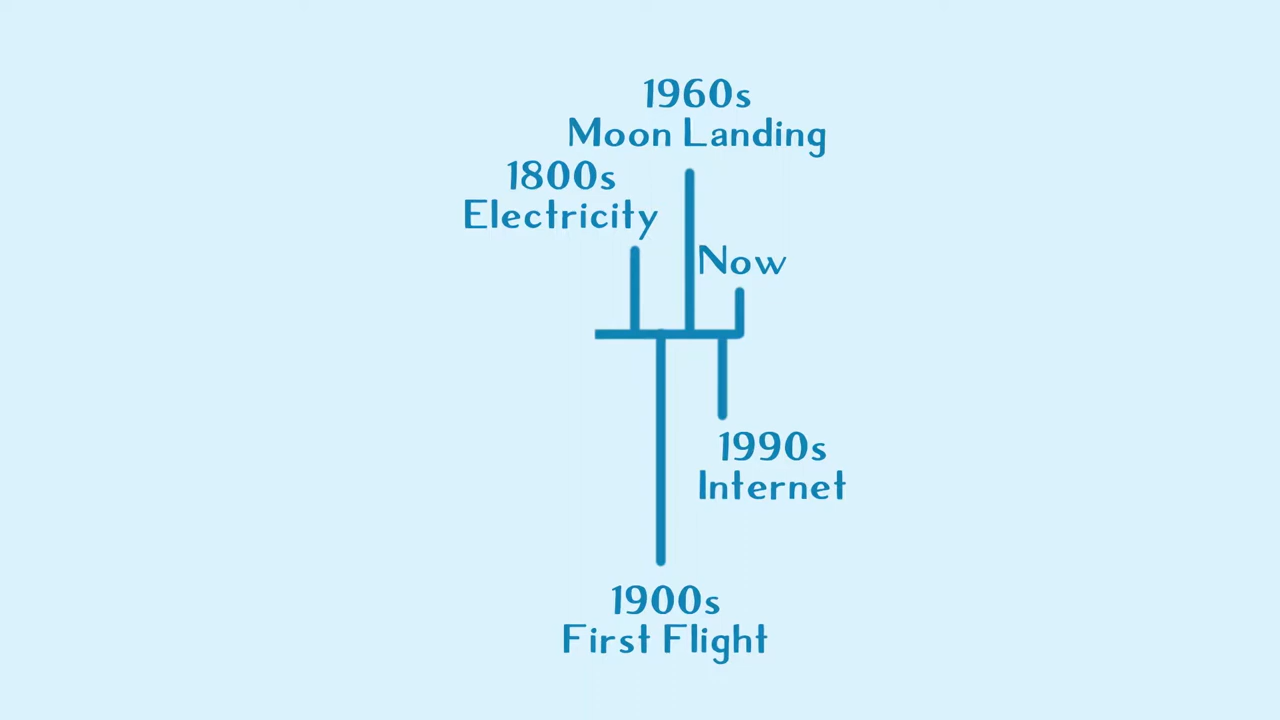 1960s
Moon Landing
1800s
Electricity
Now
1990s
Internet
1900s
First Flight